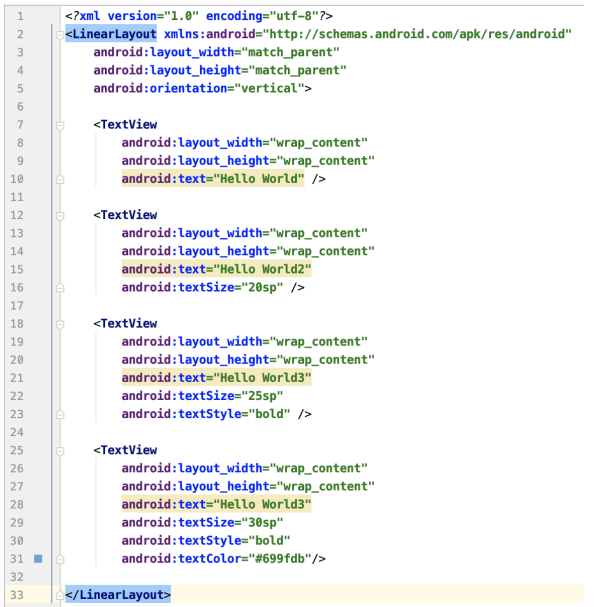 1 <?xml version="1.0" encoding="utf-8"?>
2 <LinearLayout xmlns:android="http://schemas.android.com/apk/res/android"
3     android:layout_width="match_parent"
4     android:layout_height="match_parent"
5     android:orientation="vertical">
6
7     <TextView
8         android:layout_width="wrap_content"
9         android:layout_height="wrap_content"
10         android:text="Hello World" />
11
12     <TextView
13         android:layout_width="wrap_content"
14         android:layout_height="wrap_content"
15         android:text="Hello World2"
16         android:textSize="20sp" />
17
18     <TextView
19         android:layout_width="wrap_content"
20         android:layout_height="wrap_content"
21         android:text="Hello World3"
22         android:textSize="25sp"
23         android:textStyle="bold" />
24
25     <TextView
26         android:layout_width="wrap_content"
27         android:layout_height="wrap_content"
28         android:text="Hello World3"
29         android:textSize="30sp"
30         android:textStyle="bold"
31         android:textColor="#699fdb"/>
32
33 </LinearLayout>